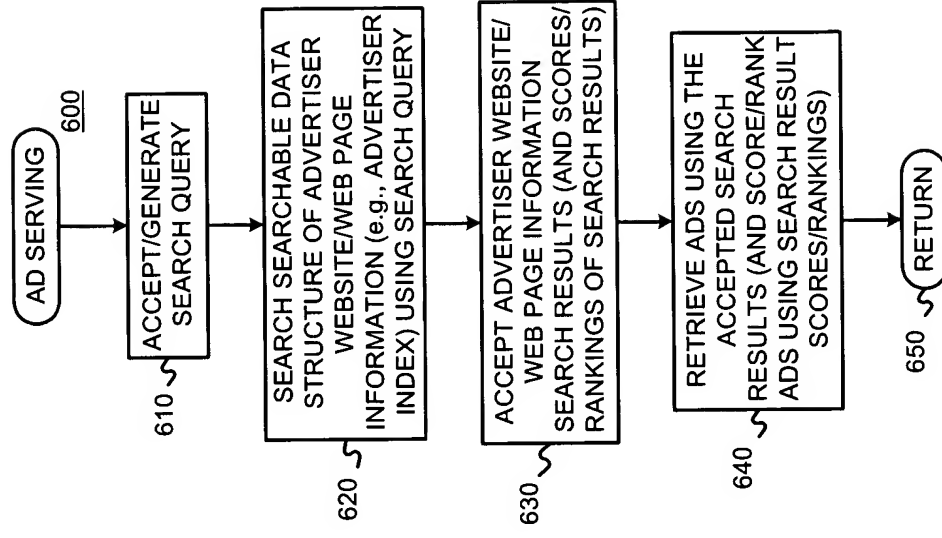 AD SERVING
600
ACCEPT/GENERATE
SEARCH QUERY
610
SEARCH SEARCHABLE DATA
STRUCTURE OF ADVERTISER
WEBSITE/WEB PAGE
INFORMATION (e.g., ADVERTISER
INDEX) USING SEARCH QUERY
620
ACCEPT ADVERTISER WEBSITE/
WEB PAGE INFORMATION
SEARCH RESULTS (AND SCORES/
RANKINGS OF SEARCH RESULTS)
630
RETRIEVE ADS USING THE
ACCEPTED SEARCH
RESULTS (AND SCORE/RANK
ADS USING SEARCH RESULT
SCORES/RANKINGS)
640
RETURN
650